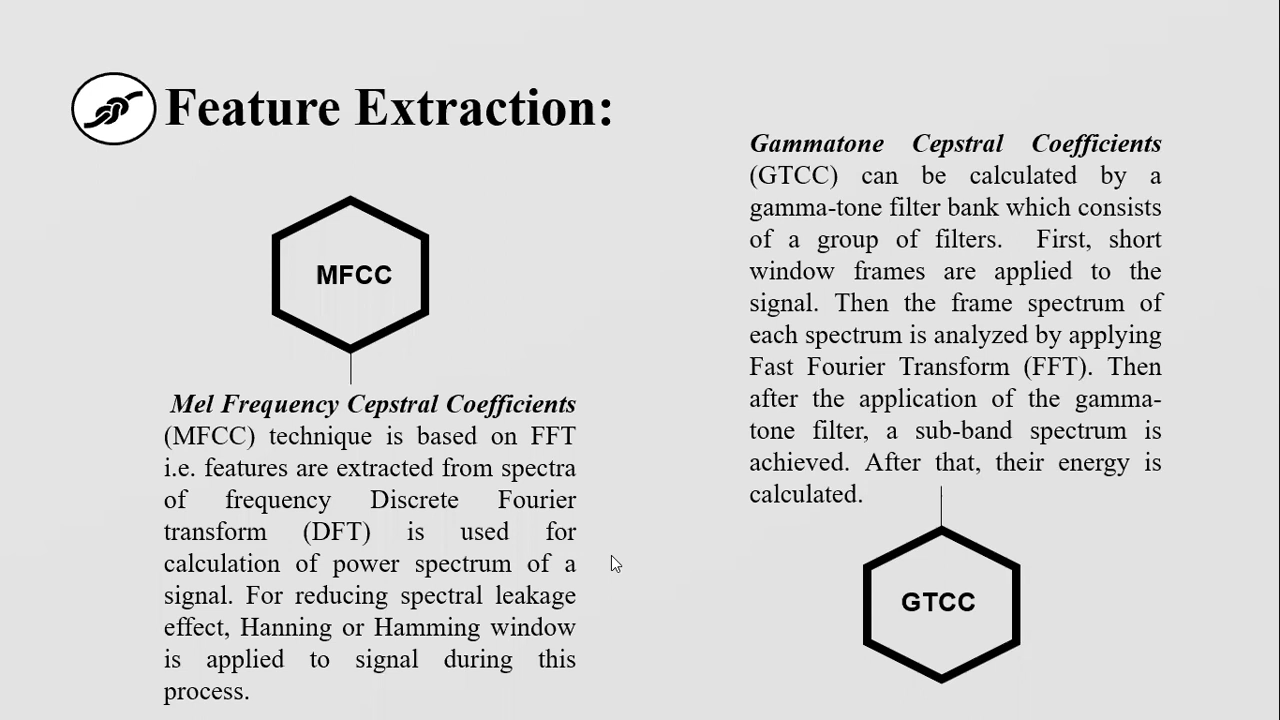 Feature Extraction:
MFCC
Mel Frequency Cepstral Coefficients
(MFCC) technique is based on FFT
i.e. features are extracted from spectra
of frequency Discrete Fourier
transform (DFT) is used for
calculation of power spectrum of a
signal. For reducing spectral leakage
effect, Hanning or Hamming window
is applied to signal during this
process.
Gammatone Cepstral Coefficients
(GTCC) can be calculated by a
gamma-tone filter bank which consists
of a group of filters. First, short
window frames are applied to the
signal. Then the frame spectrum of
each spectrum is analyzed by applying
Fast Fourier Transform (FFT). Then
after the application of the gamma-
tone filter, a sub-band spectrum is
achieved. After that, their energy is
calculated.
GTCC